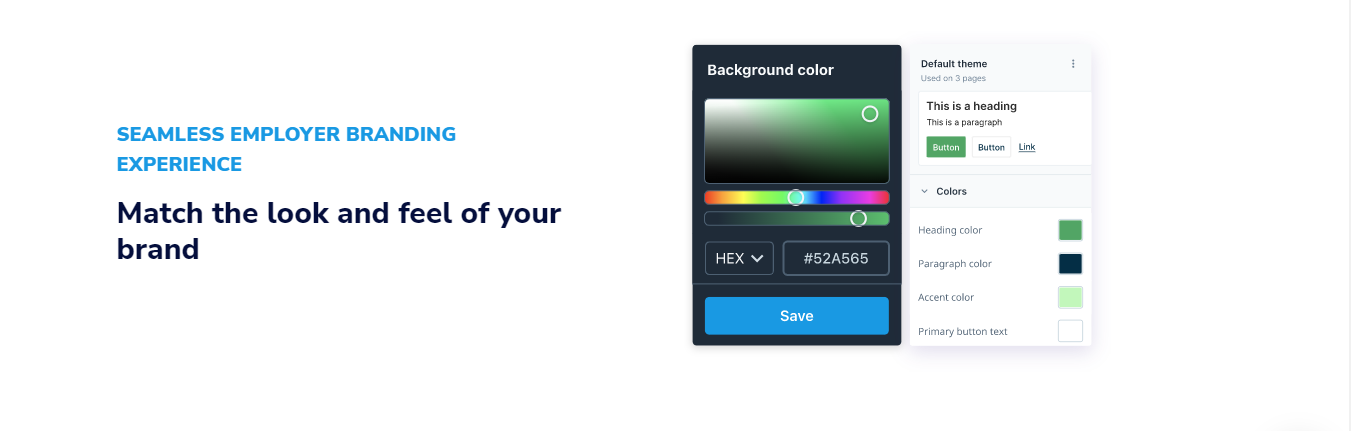 SEAMLESS EMPLOYER BRANDING
EXPERIENCE
Match the look and feel of your
brand
Background color
HEX
#52A565
Save
Default theme
Used on 3 pages
This is a heading
This is a paragraph
Button Button Link
Colors
Heading color
Paragraph color
Accent color
Primary button text